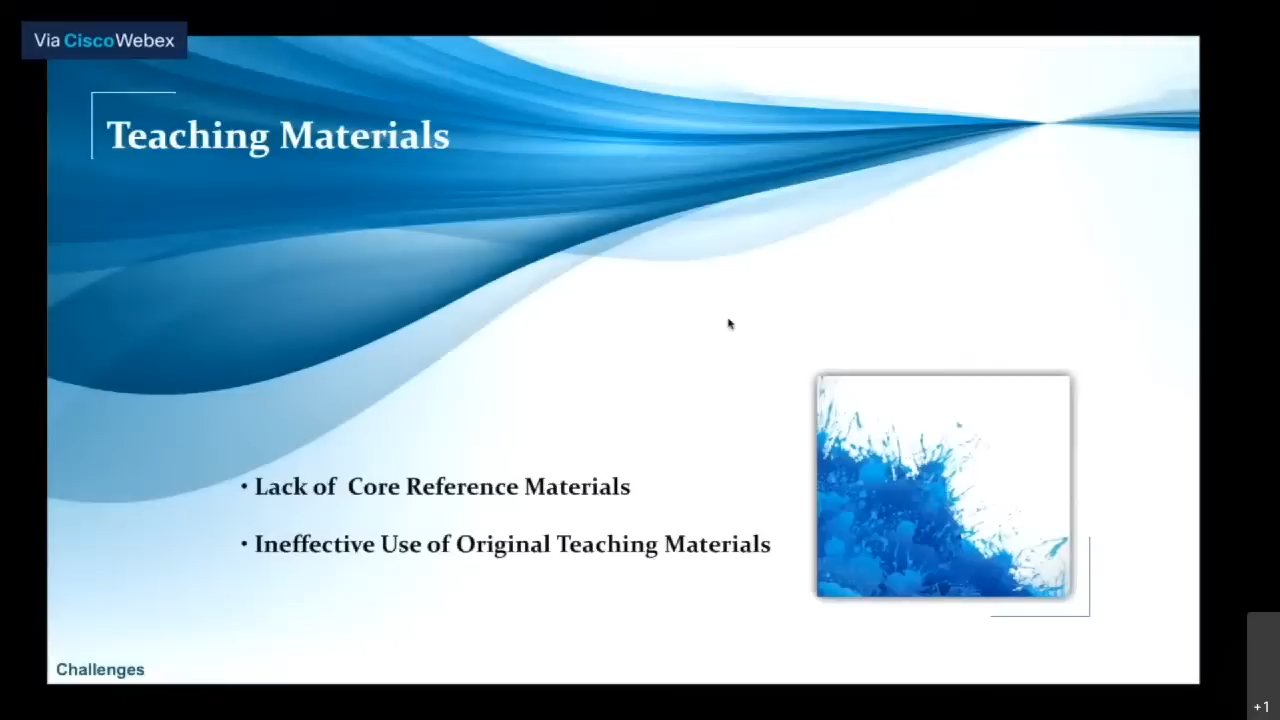 Via CiscoWebex
Teaching Materials
• Lack of  Core Reference Materials
• Ineffective Use of Original Teaching Materials
Challenges
+1